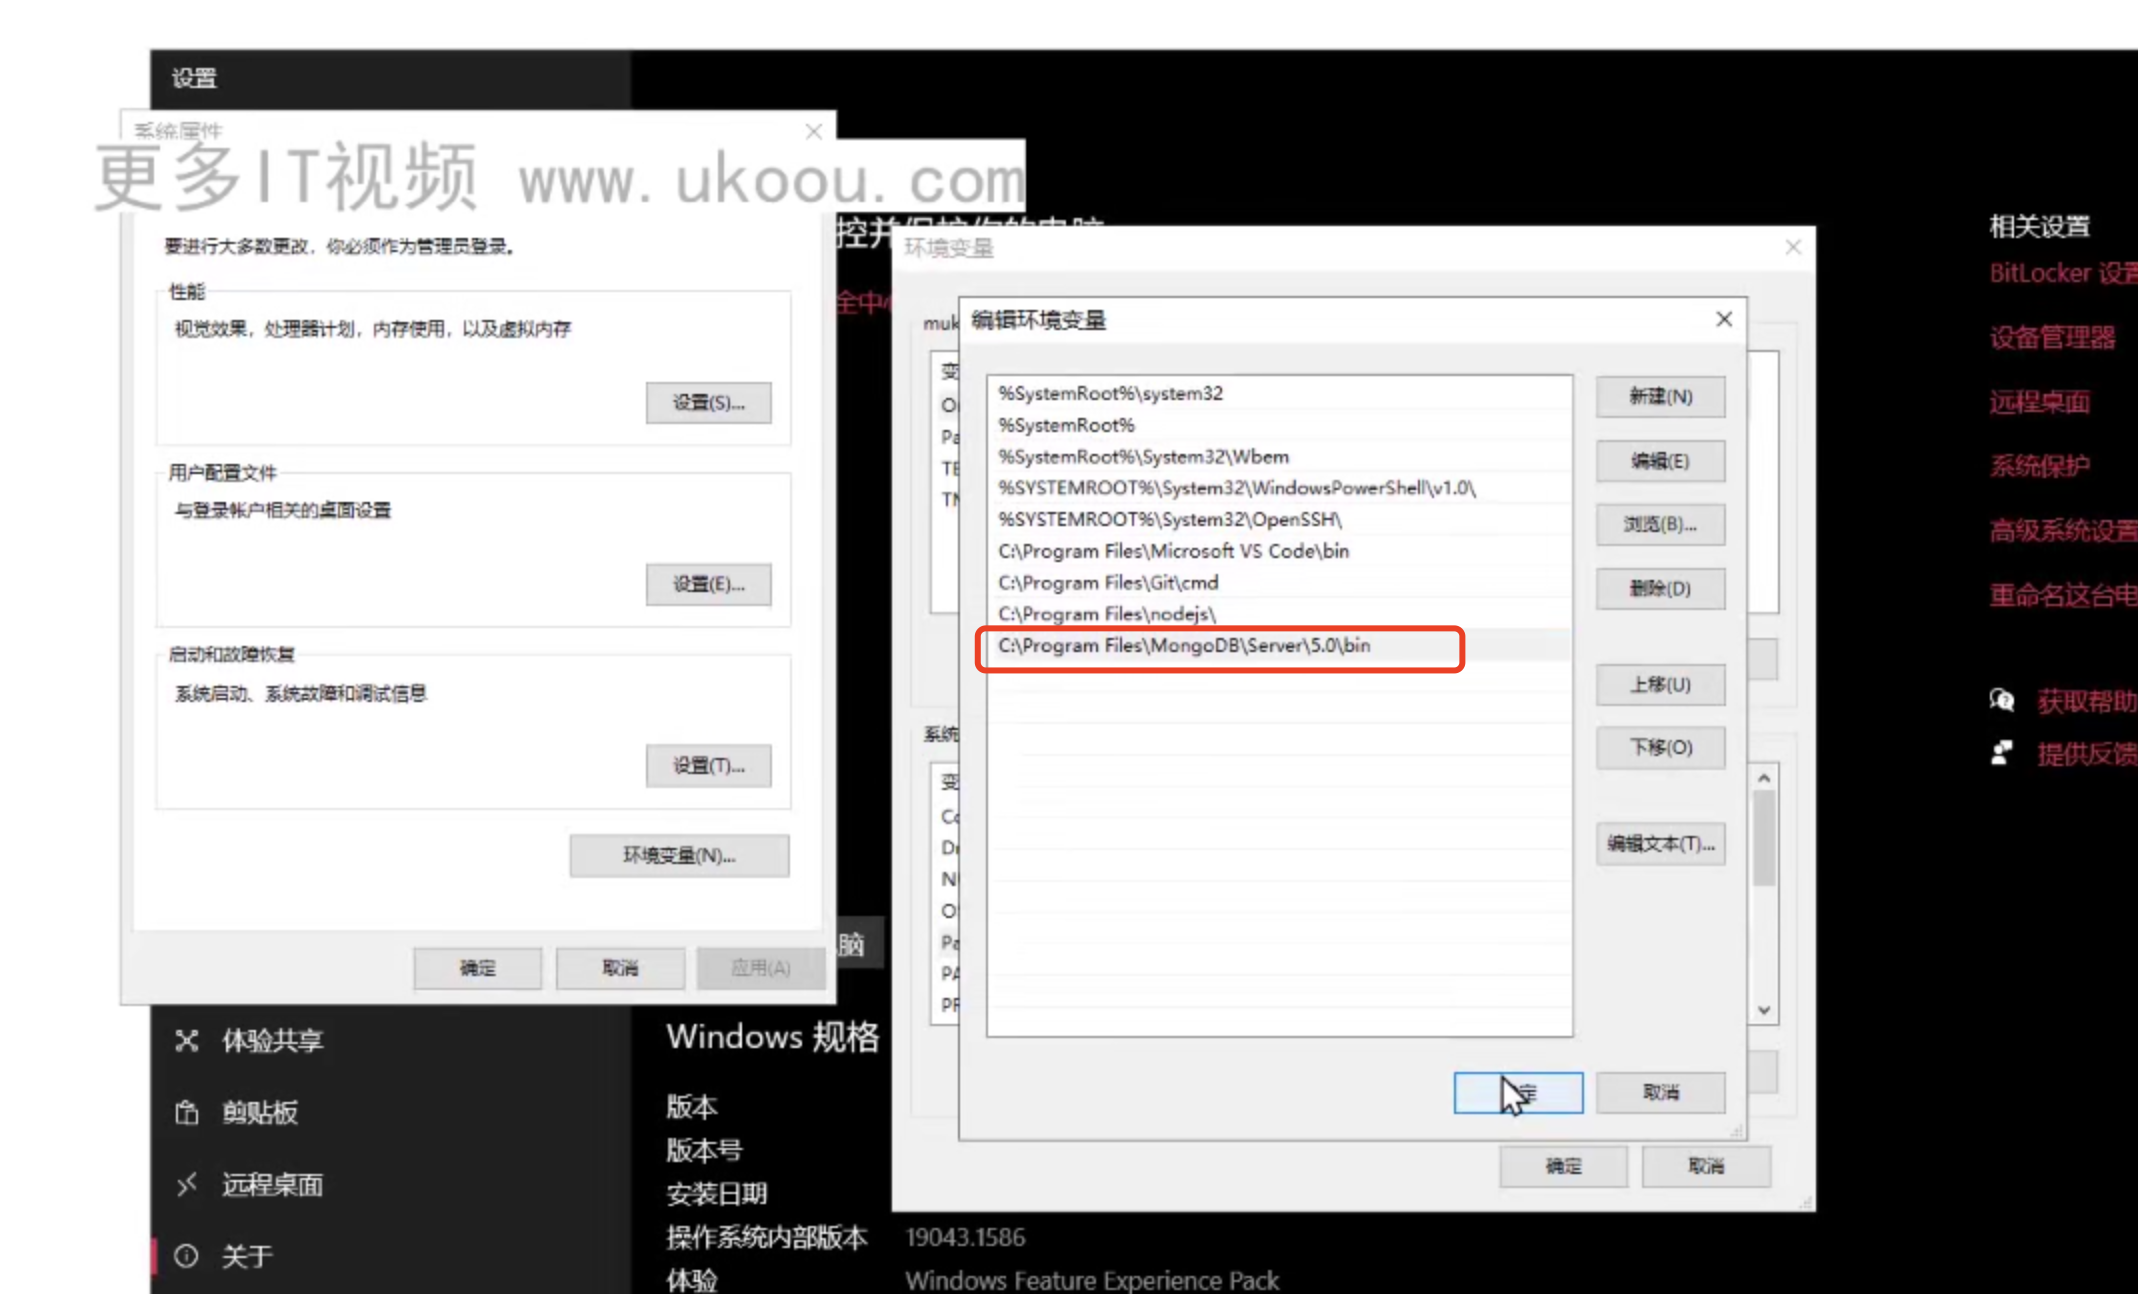 设置
系统属性
更多IT视频 www.ukoou.com
要进行大多数更改，你必须作为管理员登录。
性能
视觉效果，处理器计划，内存使用，以及虚拟内存
设置(S)...
用户配置文件
与登录帐户相关的桌面设置
设置(E)...
启动和故障恢复
系统启动、系统故障和调试信息
设置(T)...
环境变量(N)...
确定
取消
应用(A)
脑
体验共享
剪贴板
远程桌面
关于
Windows 规格
版本
版本号
安装日期
操作系统内部版本
19043.1586
体验
Windows Feature Experience Pack
全中
环境变量
muk
变
Pa
TE
系统
变
Co
Pa
PA
编辑环境变量
%SystemRoot%\system32
%SystemRoot%
%SystemRoot%\System32\Wbem
%SYSTEMROOT%\System32\WindowsPowerShell\v1.0\
%SYSTEMROOT%\System32\OpenSSH\
C:\Program Files\Microsoft VS Code\bin
C:\Program Files\Git\cmd
C:\Program Files\nodejs\
C:\Program Files\MongoDB\Server\5.0\bin
新建(N)
编辑(E)
浏览(B)...
删除(D)
上移(U)
下移(O)
编辑文本(T)...
取消
确定
取消
相关设置
BitLocker 设置
设备管理器
远程桌面
系统保护
高级系统设置
重命名这台电
获取帮助
提供反馈